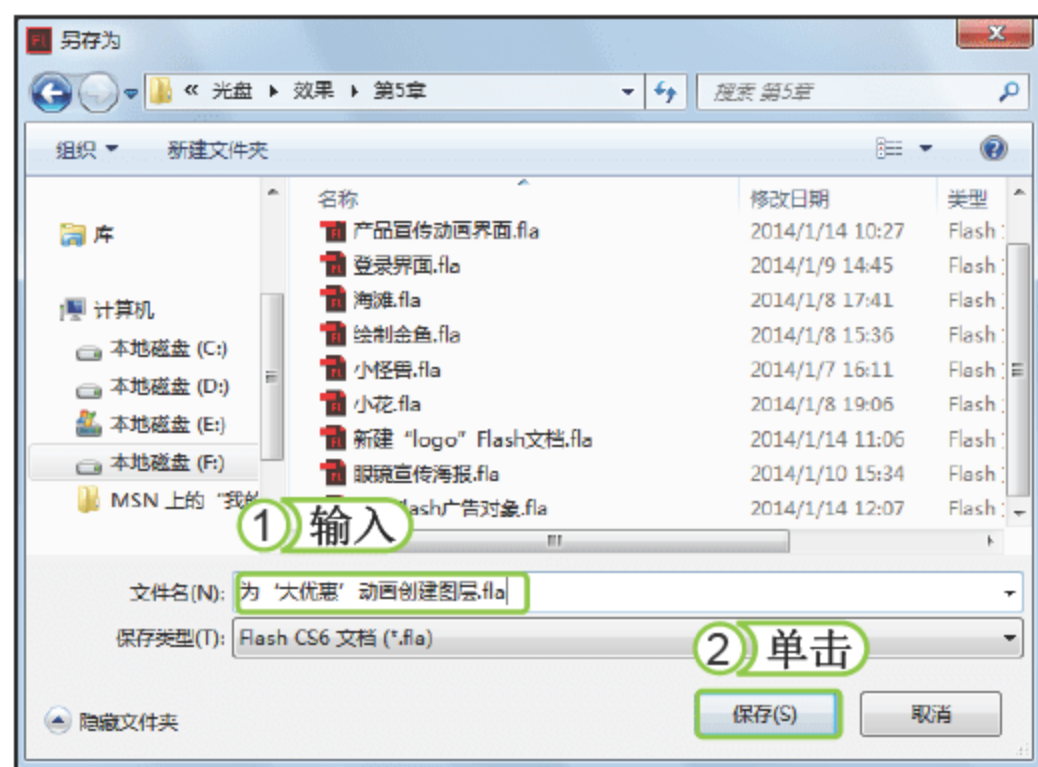 另存为
« 光盘 ▸ 效果 ▸ 第5章
搜索 第5章
组织
新建文件夹
名称 修改日期 类型
库
计算机
本地磁盘 (C:)
本地磁盘 (D:)
本地磁盘 (E:)
本地磁盘 (F:)
MSN 上的“我的
产品宣传动画界面.fla 2014/1/14 10:27 Flash
登录界面.fla 2014/1/9 14:45 Flash
海滩.fla 2014/1/8 17:41 Flash
绘制金鱼.fla 2014/1/8 15:36 Flash
小怪兽.fla 2014/1/7 16:11 Flash
小花.fla 2014/1/8 19:06 Flash
新建“logo”Flash文档.fla 2014/1/14 11:06 Flash
眼镜宣传海报.fla 2014/1/10 15:34 Flash
ash广告对象.fla 2014/1/14 12:07 Flash
1 输入
文件名(N): 为‘大优惠’动画创建图层.fla
保存类型(T): Flash CS6 文档 (*.fla)
2 单击
隐藏文件夹
保存(S)
取消